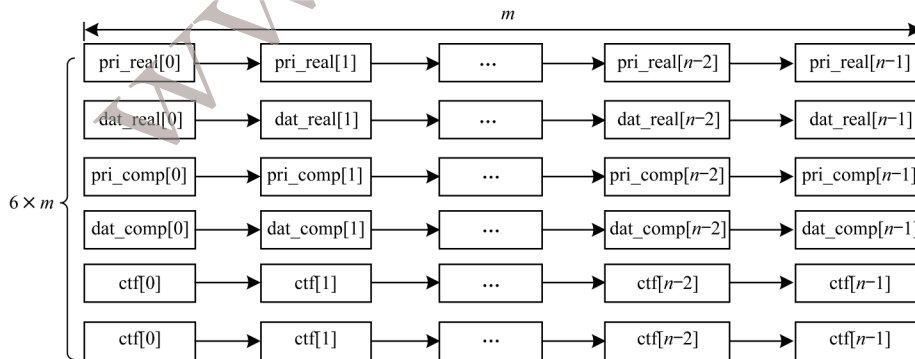 m
pri_real[0] pri_real[1] ... pri_real[n−2] pri_real[n−1]
dat_real[0] dat_real[1] ... dat_real[n−2] dat_real[n−1]
pri_comp[0] pri_comp[1] ... pri_comp[n−2] pri_comp[n−1]
6 × m
dat_comp[0] dat_comp[1] ... dat_comp[n−2] dat_comp[n−1]
ctf[0] ctf[1] ... ctf[n−2] ctf[n−1]
ctf[0] ctf[1] ... ctf[n−2] ctf[n−1]